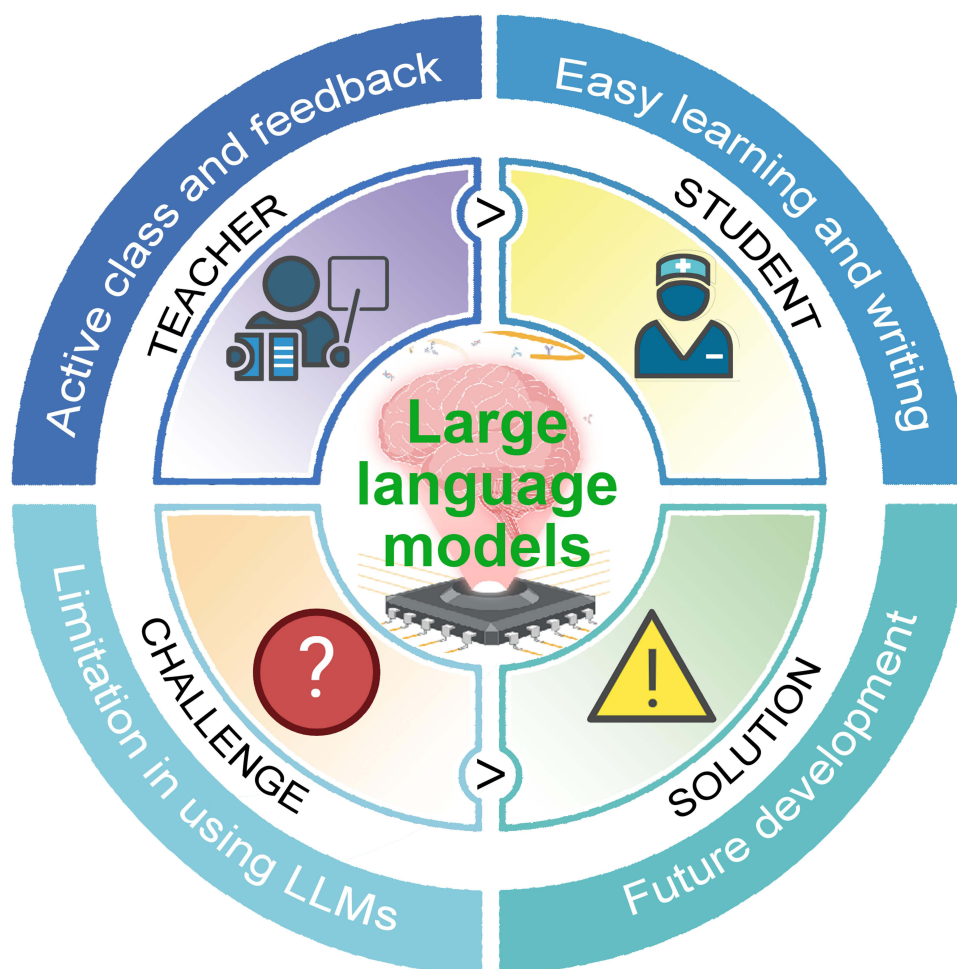 Active class and feedback
Easy learning and writing
TEACHER
>
STUDENT
Large
language
models
?
!
CHALLENGE
>
SOLUTION
Limitation in using LLMs
Future development